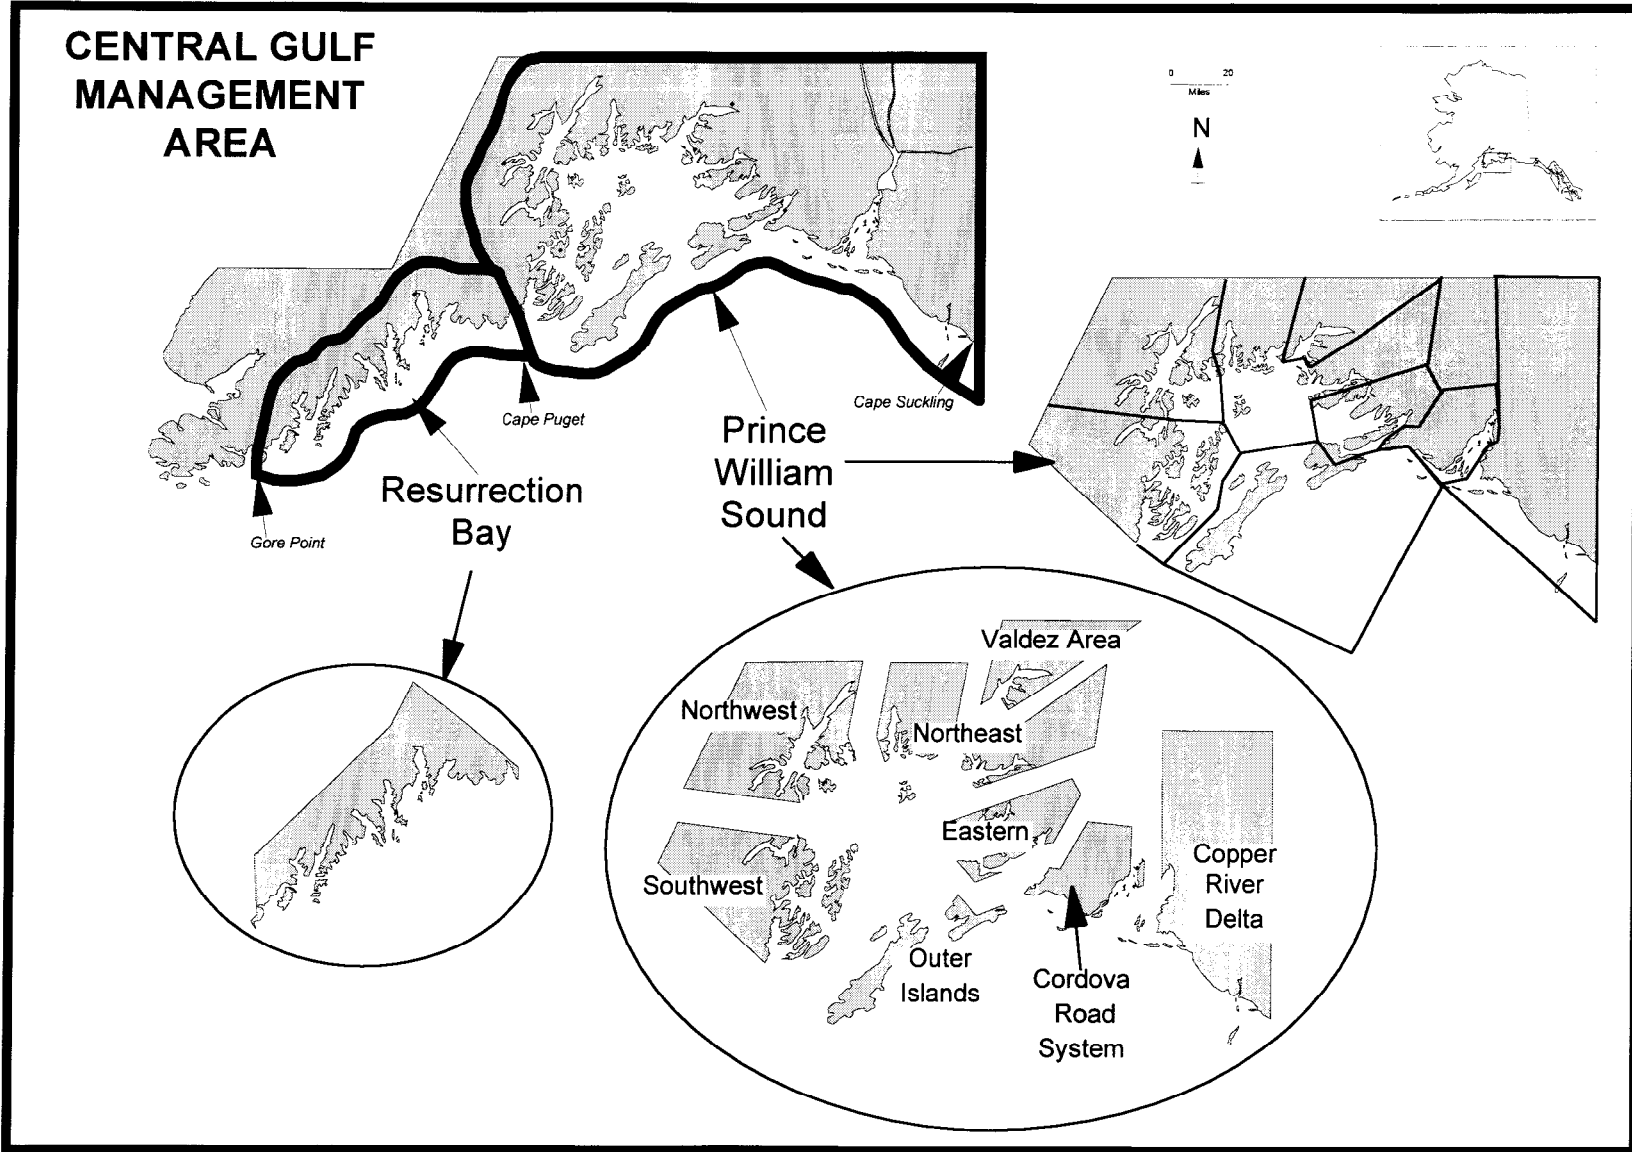 CENTRAL GULF
MANAGEMENT
AREA
0 20
Miles
N
Cape Puget
Cape Suckling
Gore Point
Resurrection
Bay
Prince
William
Sound
Valdez Area
Northwest
Northeast
Eastern
Southwest
Copper
River
Delta
Outer
Islands
Cordova
Road
System